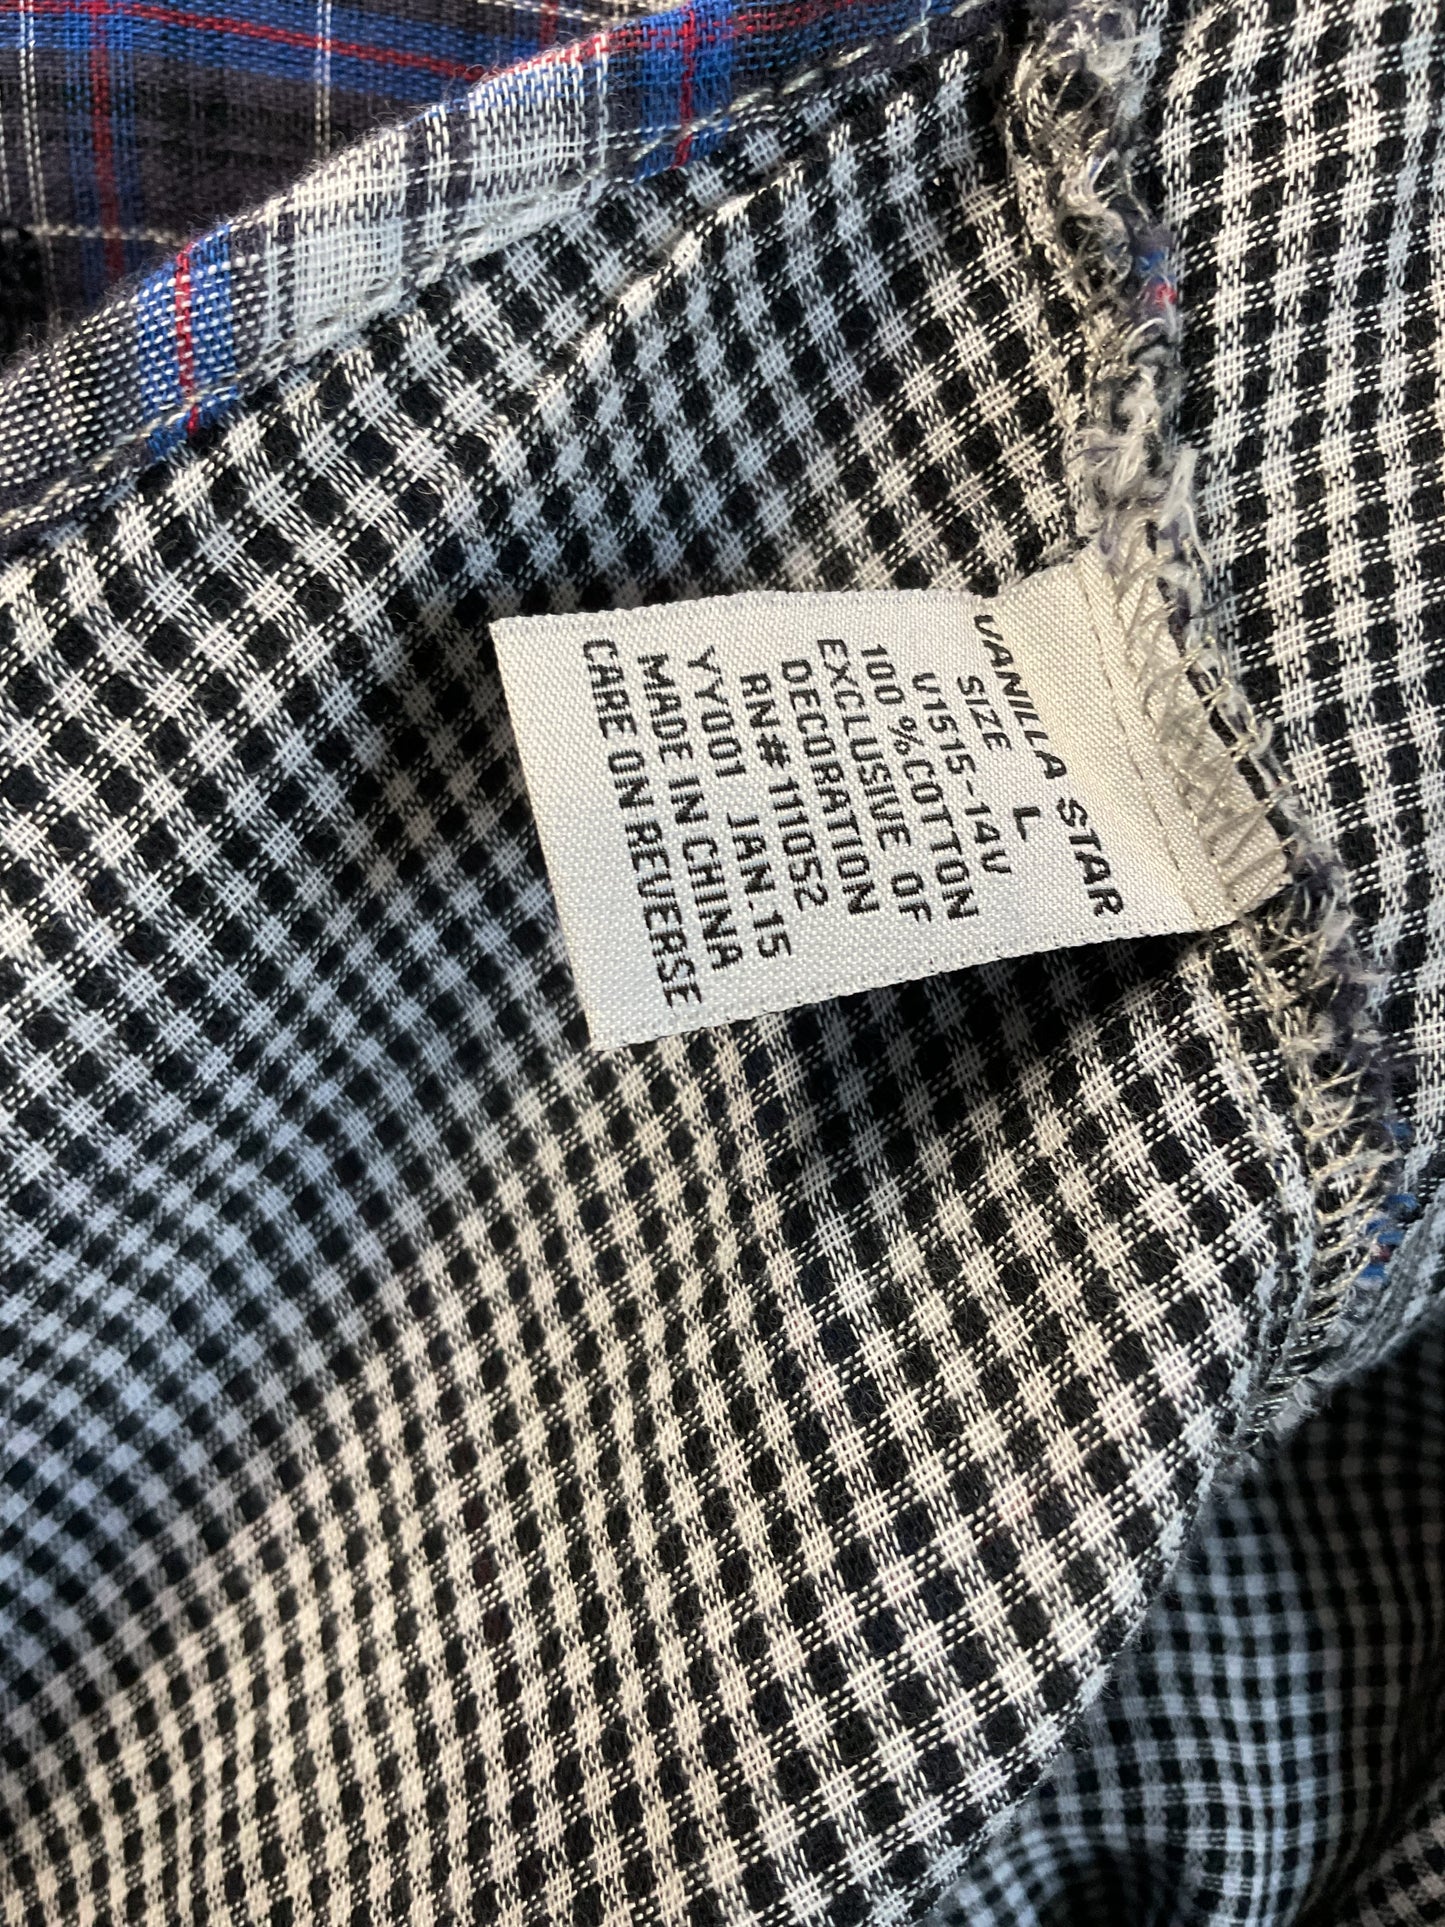 VANILLA STAR
SIZE L
V1515-14V
100 % COTTON
EXCLUSIVE OF
DECORATION
RN# 111052
YY001 JAN.15
MADE IN CHINA
CARE ON REVERSE